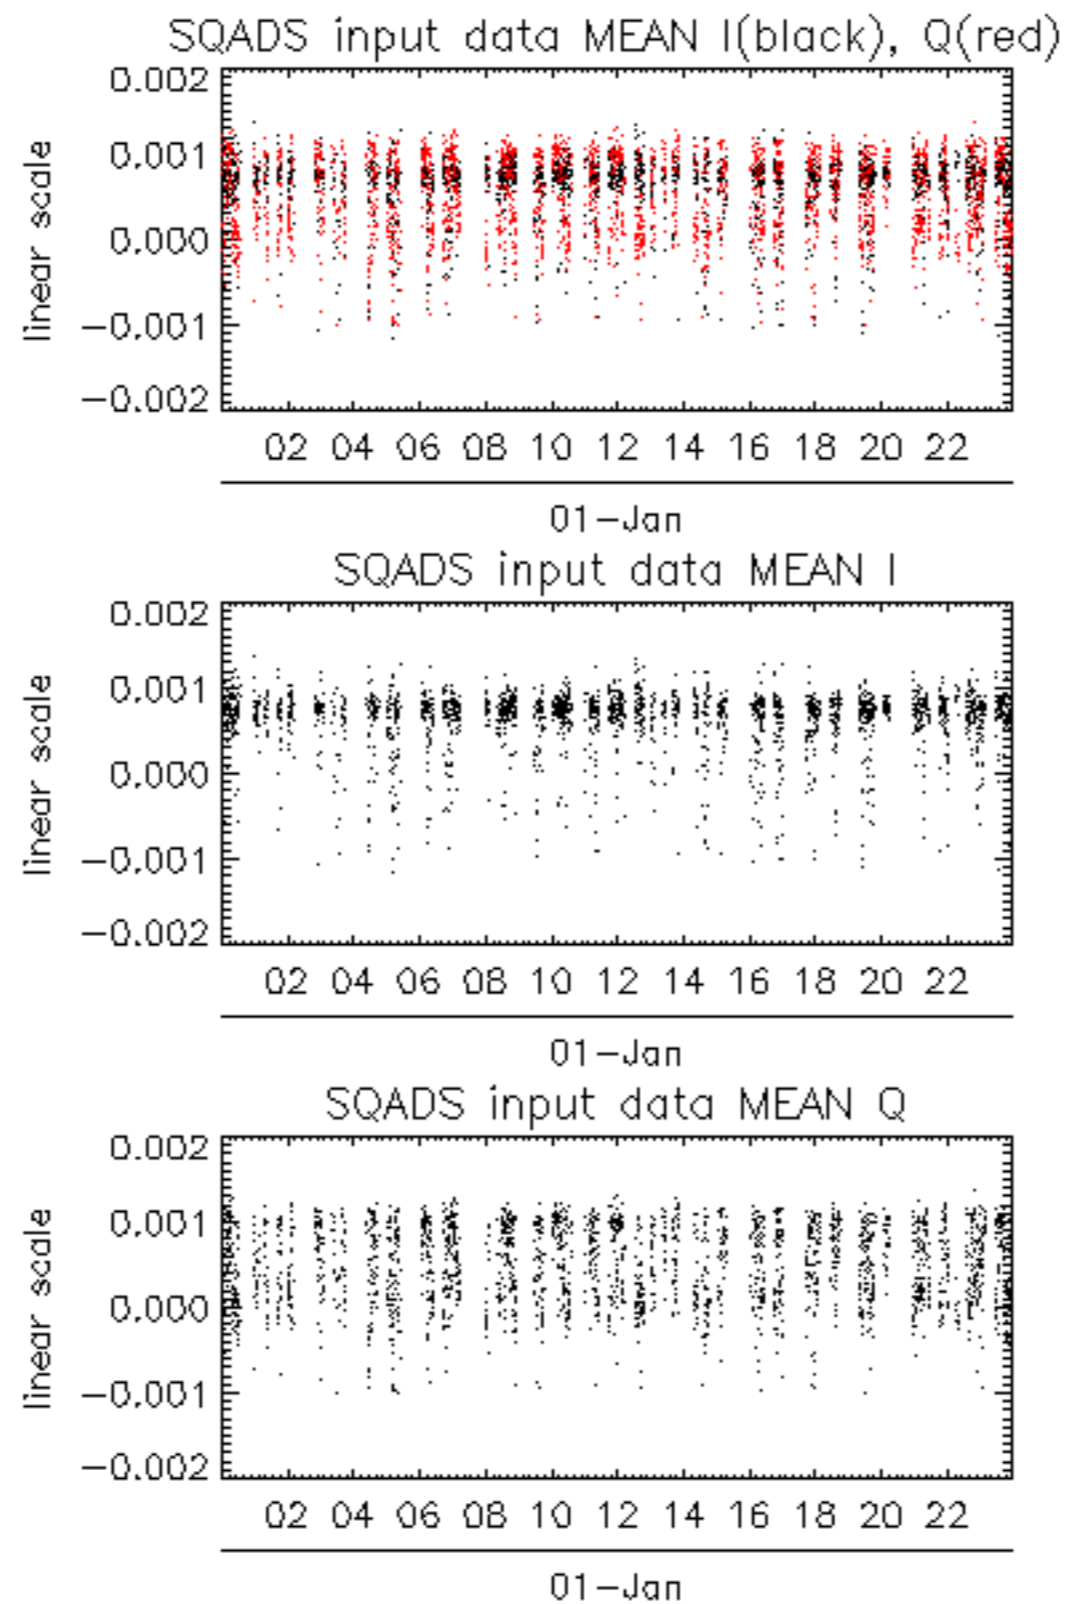 SQADS input data MEAN I(black), Q(red)
0.002
0.001
0.000
−0.001
−0.002
linear scale
02 04 06 08 10 12 14 16 18 20 22
01−Jan
SQADS input data MEAN I
0.002
0.001
0.000
−0.001
−0.002
linear scale
02 04 06 08 10 12 14 16 18 20 22
01−Jan
SQADS input data MEAN Q
0.002
0.001
0.000
−0.001
−0.002
linear scale
02 04 06 08 10 12 14 16 18 20 22
01−Jan